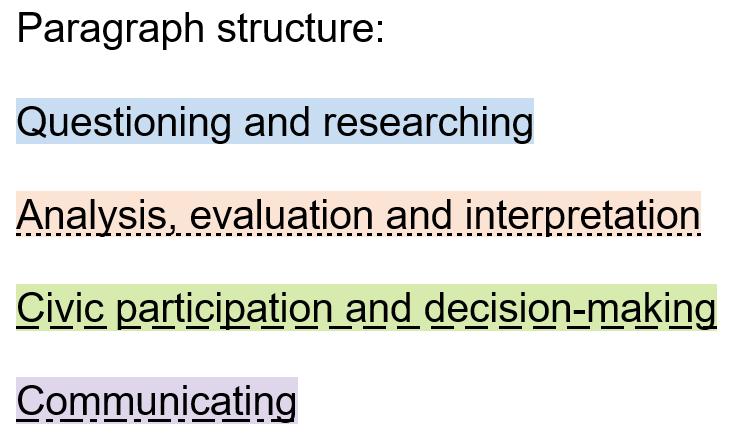 Paragraph structure:
Questioning and researching
Analysis, evaluation and interpretation
Civic participation and decision-making
Communicating